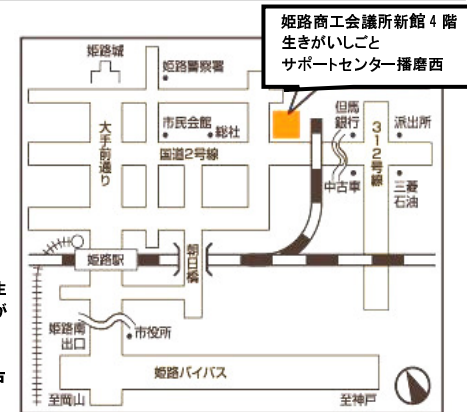 姫路商工会議所新館4階
生きがいしごと
サポートセンター播磨西
姫路城
姫路警察署
大手前通り
市民会館
総社
国道2号線
但馬
銀行
312号線
派出所
中古車
三菱
石油
姫路駅
朝日橋
生
が
姫路南
出口
市役所
姫路バイパス
至岡山
至神戸